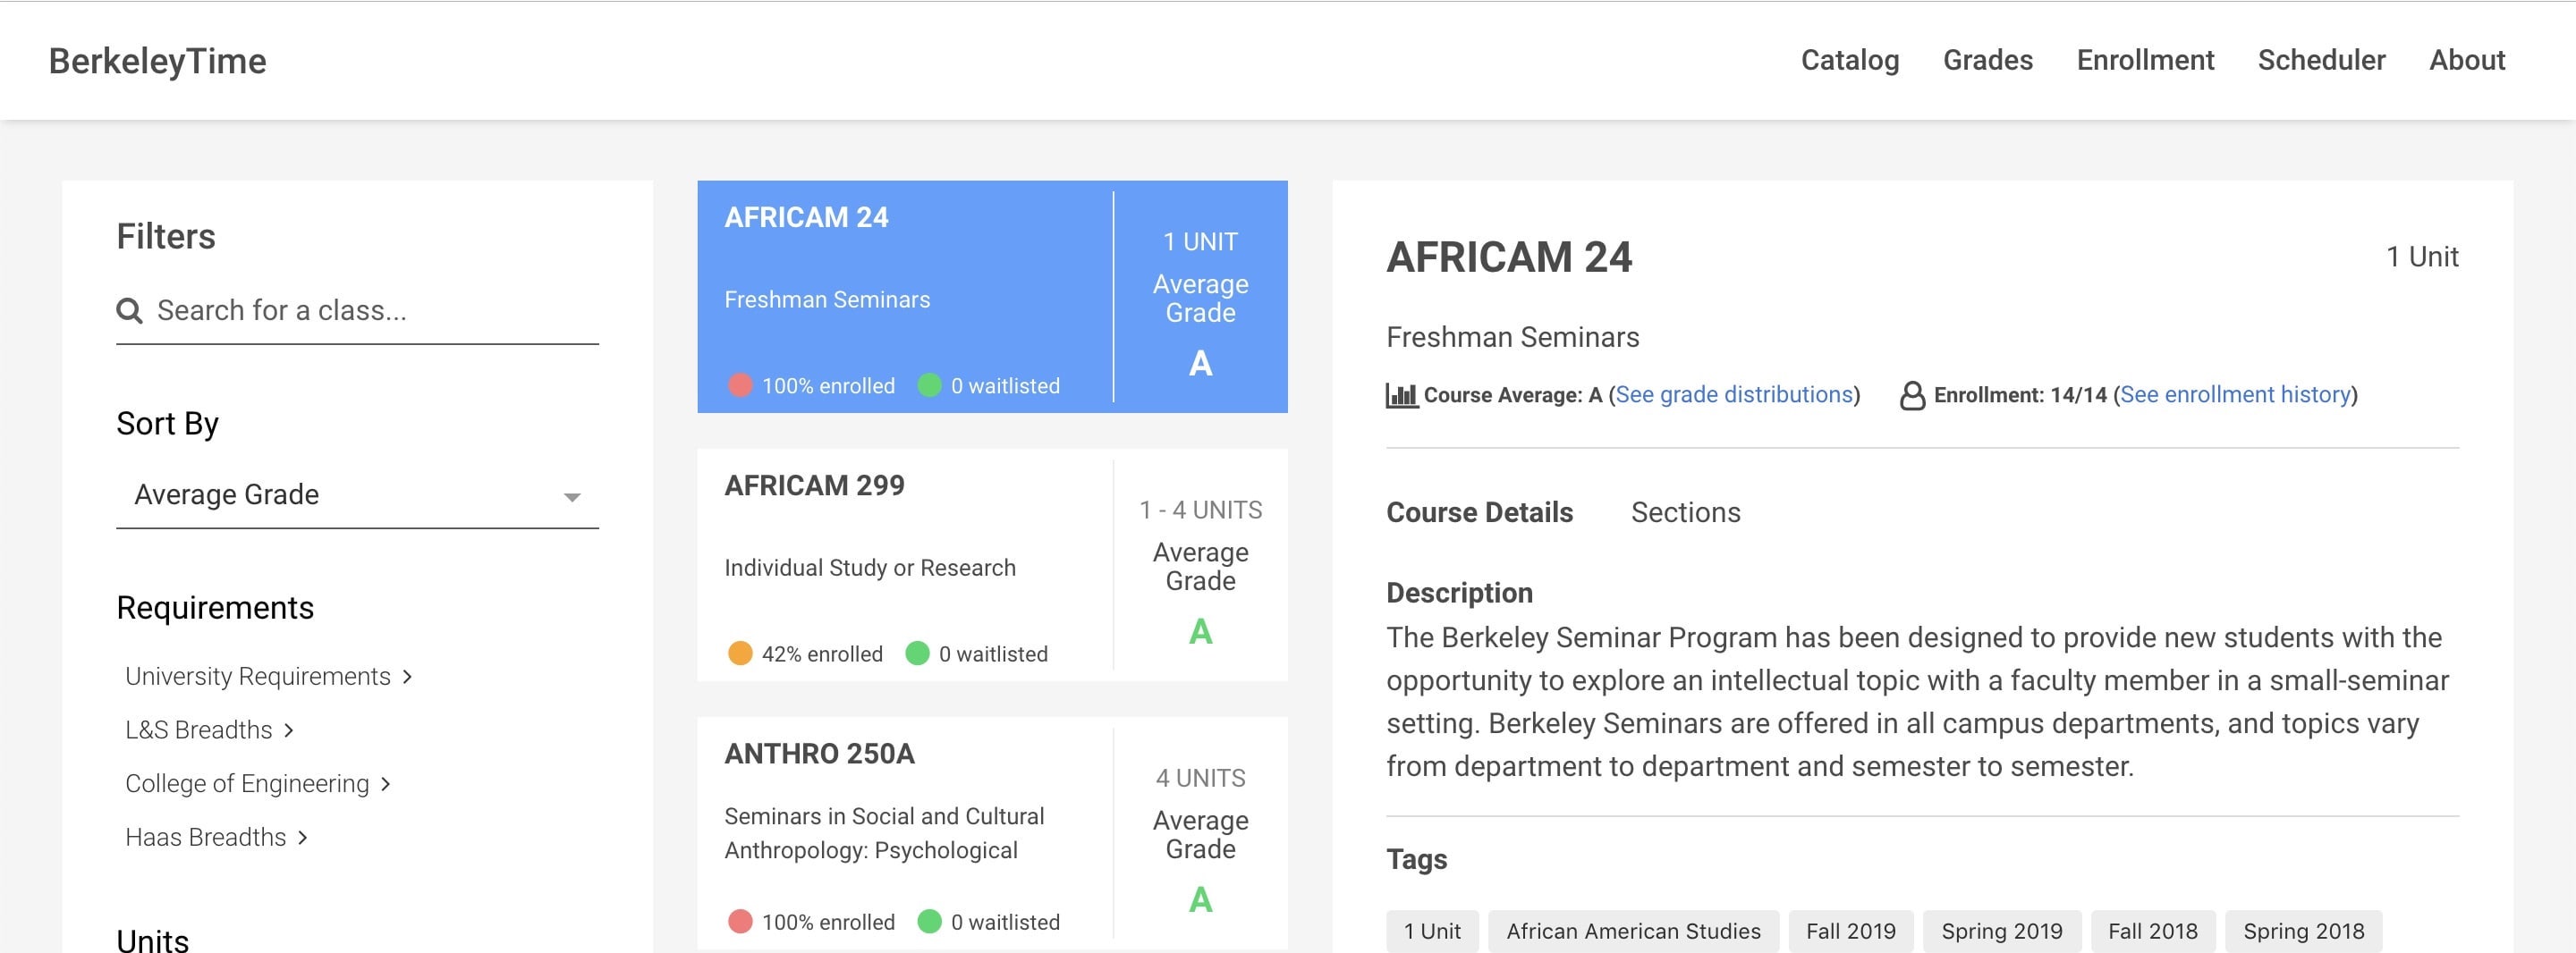 BerkeleyTime
Catalog Grades Enrollment Scheduler About
Filters
Search for a class...
Sort By
Average Grade
Requirements
University Requirements
L&S Breadths
College of Engineering
Haas Breadths
Units
AFRICAM 24
Freshman Seminars
100% enrolled 0 waitlisted
1 UNIT
Average
Grade
A
AFRICAM 299
Individual Study or Research
42% enrolled 0 waitlisted
1 - 4 UNITS
Average
Grade
A
ANTHRO 250A
Seminars in Social and Cultural
Anthropology: Psychological
100% enrolled 0 waitlisted
4 UNITS
Average
Grade
A
AFRICAM 24 1 Unit
Freshman Seminars
Course Average: A (See grade distributions) Enrollment: 14/14 (See enrollment history)
Course Details Sections
Description
The Berkeley Seminar Program has been designed to provide new students with the
opportunity to explore an intellectual topic with a faculty member in a small-seminar
setting. Berkeley Seminars are offered in all campus departments, and topics vary
from department to department and semester to semester.
Tags
1 Unit African American Studies Fall 2019 Spring 2019 Fall 2018 Spring 2018